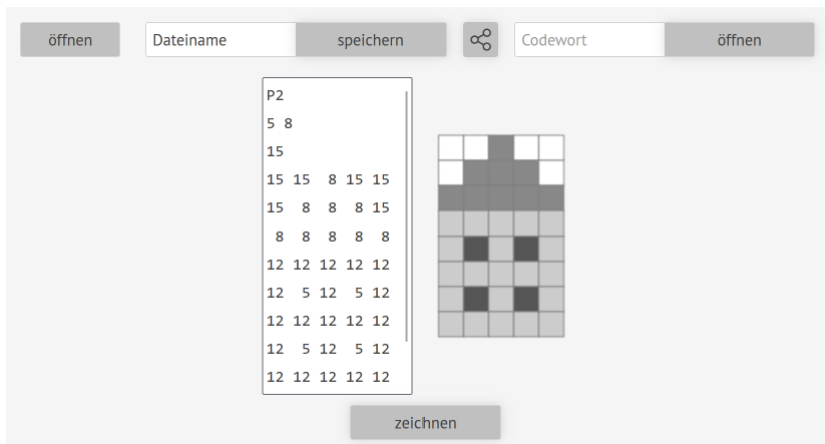 öffnen Dateiname speichern Codewort öffnen
P2
5 8
15
15 15 8 15 15
15 8 8 8 15
8 8 8 8 8
12 12 12 12 12
12 5 12 5 12
12 12 12 12 12
12 5 12 5 12
12 12 12 12 12
zeichnen